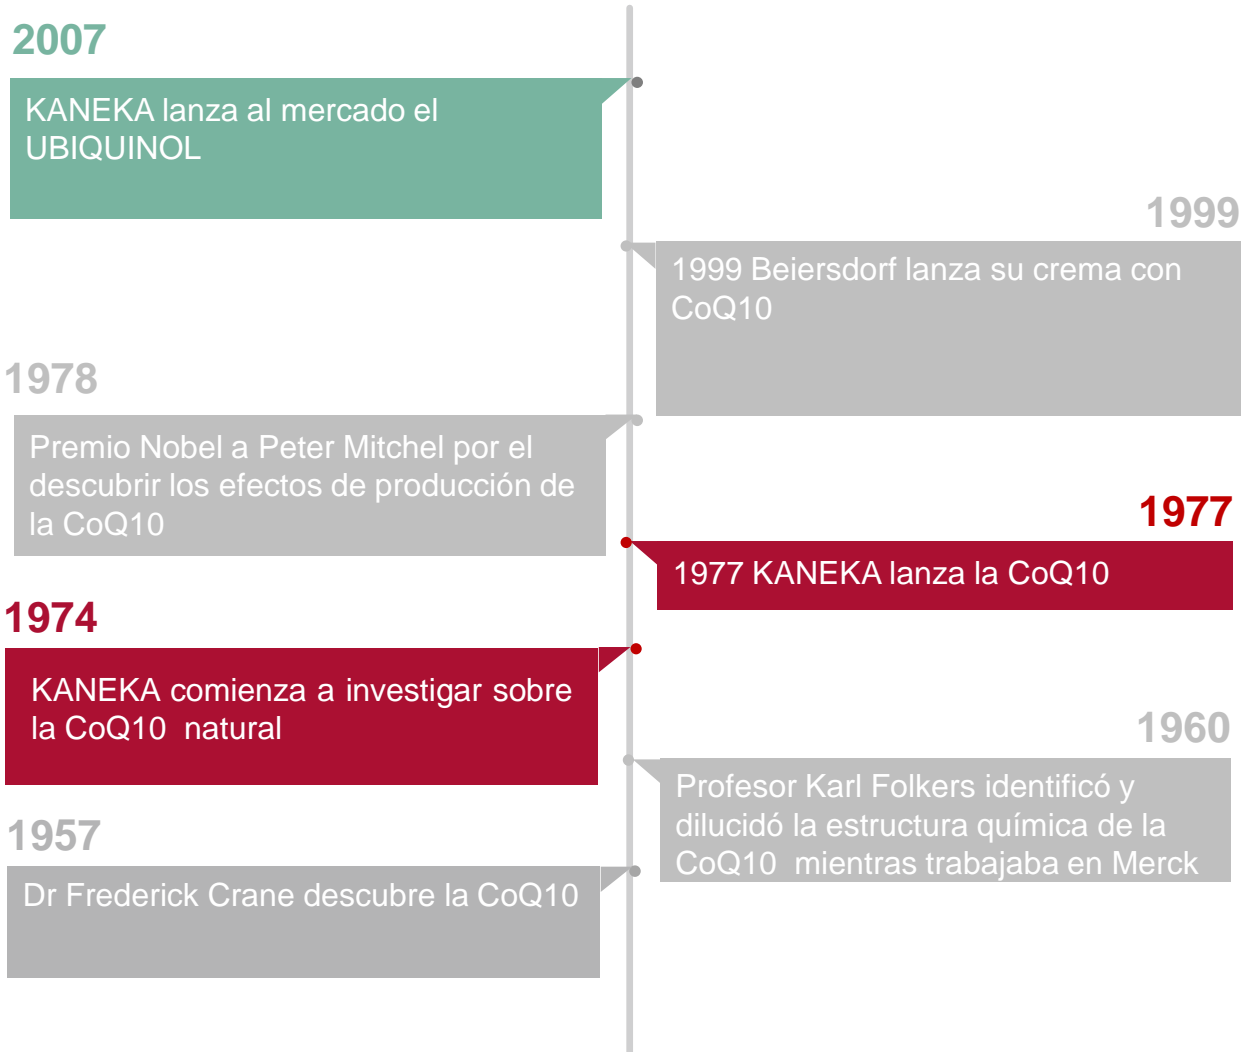 2007
KANEKA lanza al mercado el
UBIQUINOL
1999
1999 Beiersdorf lanza su crema con
CoQ10
1978
Premio Nobel a Peter Mitchel por el
descubrir los efectos de producción de
la CoQ10
1977
1977 KANEKA lanza la CoQ10
1974
KANEKA comienza a investigar sobre
la CoQ10 natural
1960
Profesor Karl Folkers identificó y
dilucidó la estructura química de la
CoQ10 mientras trabajaba en Merck
1957
Dr Frederick Crane descubre la CoQ10